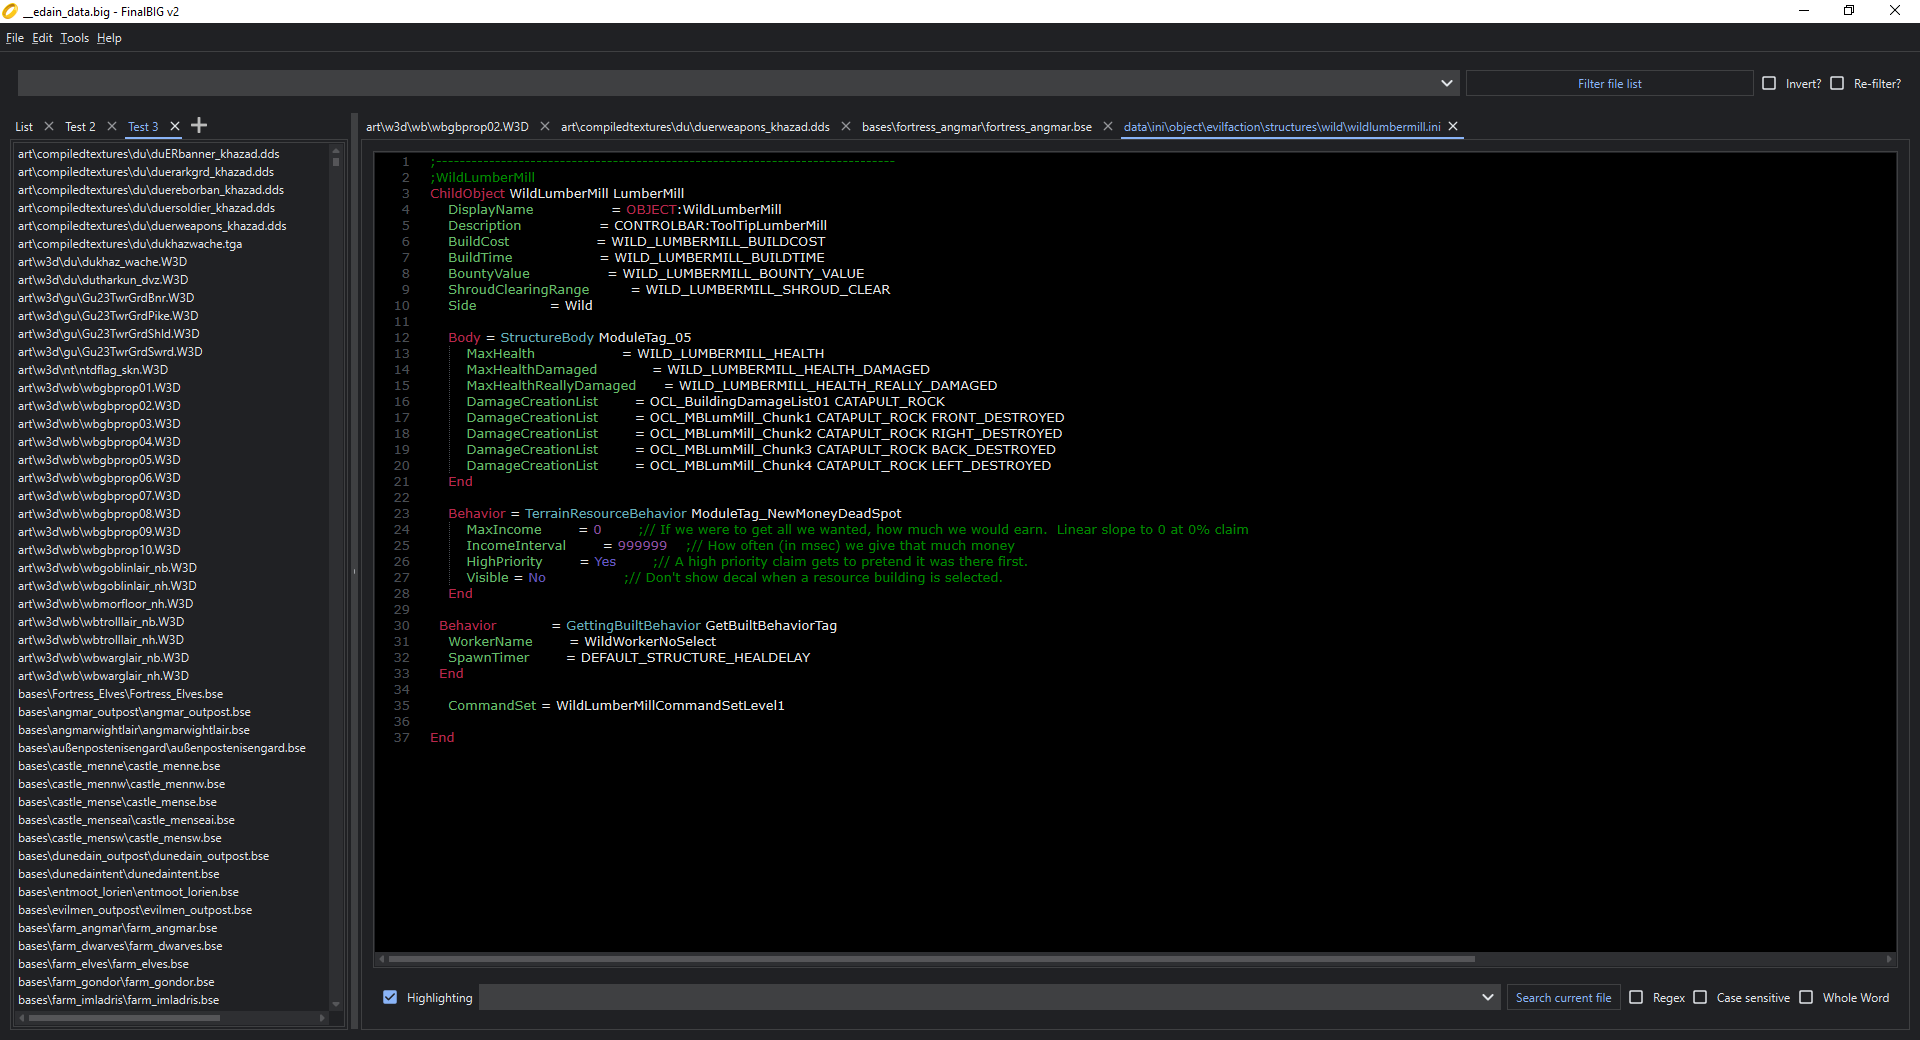 __edain_data.big - FinalBIG v2
File Edit Tools Help
Filter file list Invert? Re-filter?
List Test 2 Test 3
art\compiledtextures\du\duERbanner_khazad.dds
art\compiledtextures\du\duerarkgrd_khazad.dds
art\compiledtextures\du\duereborban_khazad.dds
art\compiledtextures\du\duersoldier_khazad.dds
art\compiledtextures\du\duerweapons_khazad.dds
art\compiledtextures\du\dukhazwache.tga
art\w3d\du\dukhaz_wache.W3D
art\w3d\du\dutharkun_dvz.W3D
art\w3d\gu\Gu23TwrGrdBnr.W3D
art\w3d\gu\Gu23TwrGrdPike.W3D
art\w3d\gu\Gu23TwrGrdShld.W3D
art\w3d\gu\Gu23TwrGrdSwrd.W3D
art\w3d\nt\ntdflag_skn.W3D
art\w3d\wb\wbgbprop01.W3D
art\w3d\wb\wbgbprop02.W3D
art\w3d\wb\wbgbprop03.W3D
art\w3d\wb\wbgbprop04.W3D
art\w3d\wb\wbgbprop05.W3D
art\w3d\wb\wbgbprop06.W3D
art\w3d\wb\wbgbprop07.W3D
art\w3d\wb\wbgbprop08.W3D
art\w3d\wb\wbgbprop09.W3D
art\w3d\wb\wbgbprop10.W3D
art\w3d\wb\wbgoblinlair_nb.W3D
art\w3d\wb\wbgoblinlair_nh.W3D
art\w3d\wb\wbmorfloor_nh.W3D
art\w3d\wb\wbtrolllair_nb.W3D
art\w3d\wb\wbtrolllair_nh.W3D
art\w3d\wb\wbwarglair_nb.W3D
art\w3d\wb\wbwarglair_nh.W3D
bases\Fortress_Elves\Fortress_Elves.bse
bases\angmar_outpost\angmar_outpost.bse
bases\angmarwightlair\angmarwightlair.bse
bases\außenpostenisengard\außenpostenisengard.bse
bases\castle_menne\castle_menne.bse
bases\castle_mennw\castle_mennw.bse
bases\castle_mense\castle_mense.bse
bases\castle_menseai\castle_menseai.bse
bases\castle_mensw\castle_mensw.bse
bases\dunedain_outpost\dunedain_outpost.bse
bases\dunedaintent\dunedaintent.bse
bases\entmoot_lorien\entmoot_lorien.bse
bases\evilmen_outpost\evilmen_outpost.bse
bases\farm_angmar\farm_angmar.bse
bases\farm_dwarves\farm_dwarves.bse
bases\farm_elves\farm_elves.bse
bases\farm_gondor\farm_gondor.bse
bases\farm_imladris\farm_imladris.bse
art\w3d\wb\wbgbprop02.W3D art\compiledtextures\du\duerweapons_khazad.dds bases\fortress_angmar\fortress_angmar.bse data\ini\object\evilfaction\structures\wild\wildlumbermill.ini
1 ;------------------------------------------------------------------------------
2 ;WildLumberMill
3 ChildObject WildLumberMill LumberMill
4 DisplayName = OBJECT:WildLumberMill
5 Description = CONTROLBAR:ToolTipLumberMill
6 BuildCost = WILD_LUMBERMILL_BUILDCOST
7 BuildTime = WILD_LUMBERMILL_BUILDTIME
8 BountyValue = WILD_LUMBERMILL_BOUNTY_VALUE
9 ShroudClearingRange = WILD_LUMBERMILL_SHROUD_CLEAR
10 Side = Wild
11
12 Body = StructureBody ModuleTag_05
13 MaxHealth = WILD_LUMBERMILL_HEALTH
14 MaxHealthDamaged = WILD_LUMBERMILL_HEALTH_DAMAGED
15 MaxHealthReallyDamaged = WILD_LUMBERMILL_HEALTH_REALLY_DAMAGED
16 DamageCreationList = OCL_BuildingDamageList01 CATAPULT_ROCK
17 DamageCreationList = OCL_MBLumMill_Chunk1 CATAPULT_ROCK FRONT_DESTROYED
18 DamageCreationList = OCL_MBLumMill_Chunk2 CATAPULT_ROCK RIGHT_DESTROYED
19 DamageCreationList = OCL_MBLumMill_Chunk3 CATAPULT_ROCK BACK_DESTROYED
20 DamageCreationList = OCL_MBLumMill_Chunk4 CATAPULT_ROCK LEFT_DESTROYED
21 End
22
23 Behavior = TerrainResourceBehavior ModuleTag_NewMoneyDeadSpot
24 MaxIncome = 0 ;// If we were to get all we wanted, how much we would earn. Linear slope to 0 at 0% claim
25 IncomeInterval = 999999 ;// How often (in msec) we give that much money
26 HighPriority = Yes ;// A high priority claim gets to pretend it was there first.
27 Visible = No ;// Don't show decal when a resource building is selected.
28 End
29
30 Behavior = GettingBuiltBehavior GetBuiltBehaviorTag
31 WorkerName = WildWorkerNoSelect
32 SpawnTimer = DEFAULT_STRUCTURE_HEALDELAY
33 End
34
35 CommandSet = WildLumberMillCommandSetLevel1
36
37 End
Highlighting Search current file Regex Case sensitive Whole Word